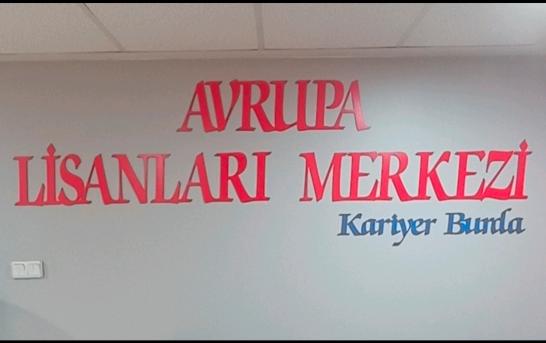 AVRUPA
LİSANLARI MERKEZİ
Kariyer Burda